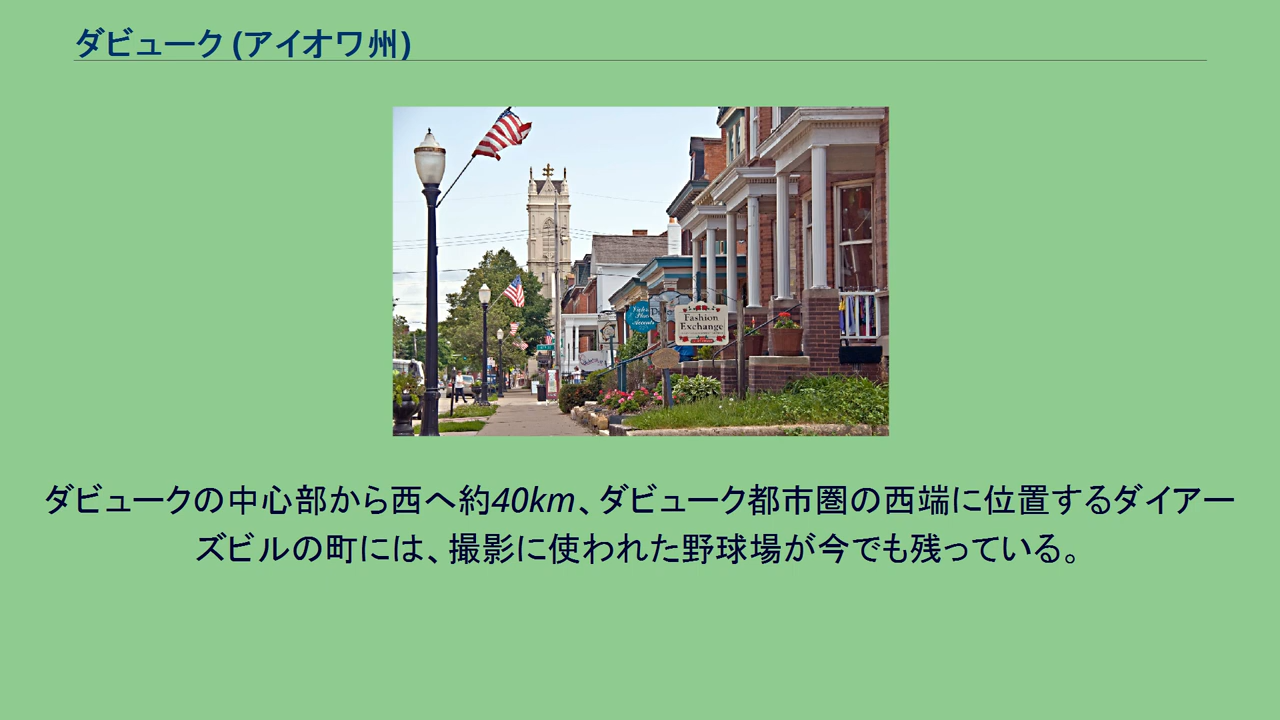 ダビューク (アイオワ州)
Fashion
Exchange
ダビュークの中心部から西へ約40km、ダビューク都市圏の西端に位置するダイアー
ズビルの町には、撮影に使われた野球場が今でも残っている。